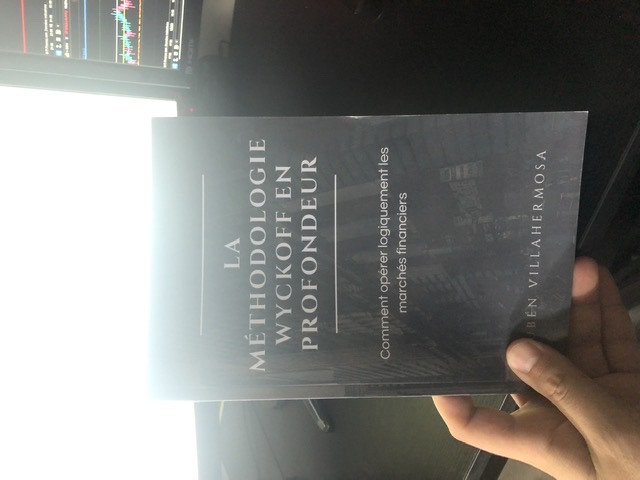 LA
MÉTHODOLOGIE
WYCKOFF EN
PROFONDEUR
Comment opérer logiquement les
marchés financiers
VILLAHERMOSA